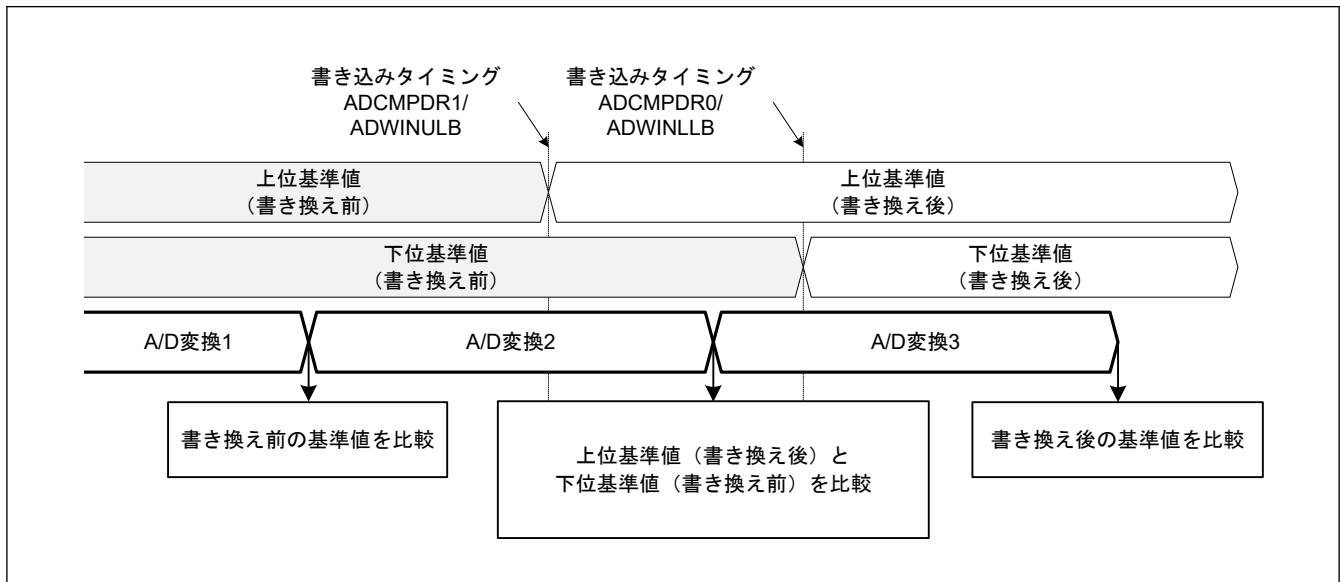 書き込みタイミング
ADCMPDR1/
ADWINULB
書き込みタイミング
ADCMPDR0/
ADWINLLB
上位基準値
（書き換え前）
上位基準値
（書き換え後）
下位基準値
（書き換え前）
下位基準値
（書き換え後）
A/D変換1
A/D変換2
A/D変換3
書き換え前の基準値を比較
上位基準値（書き換え後）と
下位基準値（書き換え前）を比較
書き換え後の基準値を比較